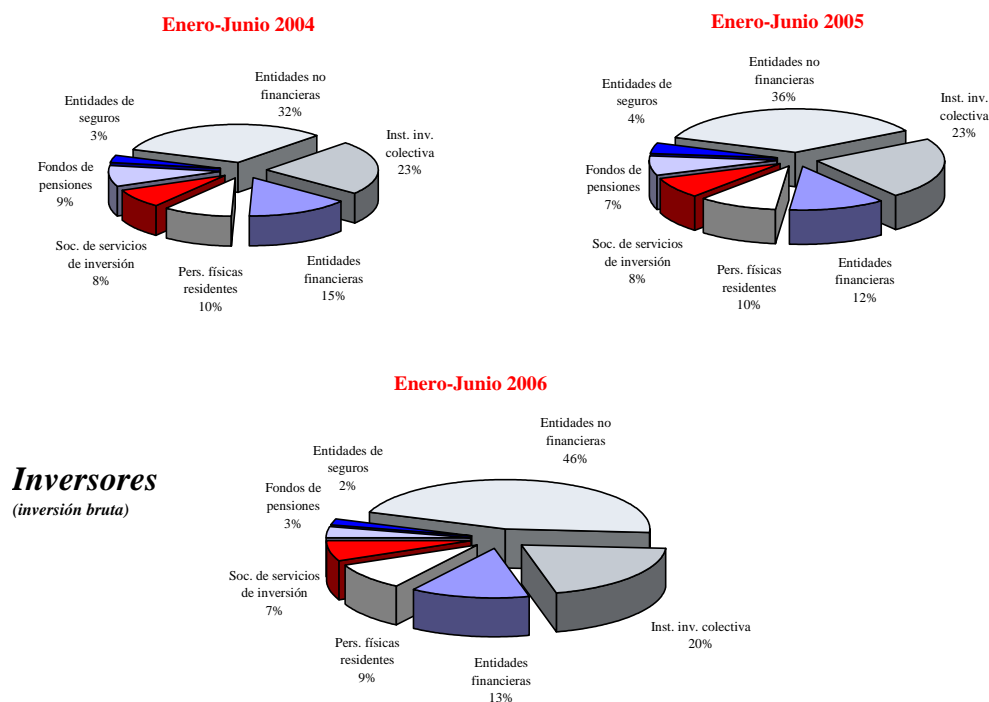 Enero-Junio 2004
Entidades no
financieras
32%
Entidades de
seguros
3%
Inst. inv.
colectiva
23%
Fondos de
pensiones
9%
Soc. de servicios
de inversión
8%
Pers. físicas
residentes
10%
Entidades
financieras
15%
Enero-Junio 2005
Entidades no
financieras
36%
Entidades de
seguros
4%
Inst. inv.
colectiva
23%
Fondos de
pensiones
7%
Soc. de servicios
de inversión
8%
Pers. físicas
residentes
10%
Entidades
financieras
12%
Enero-Junio 2006
Inversores
(inversión bruta)
Entidades no
financieras
46%
Entidades de
seguros
2%
Fondos de
pensiones
3%
Soc. de servicios
de inversión
7%
Pers. físicas
residentes
9%
Entidades
financieras
13%
Inst. inv. colectiva
20%